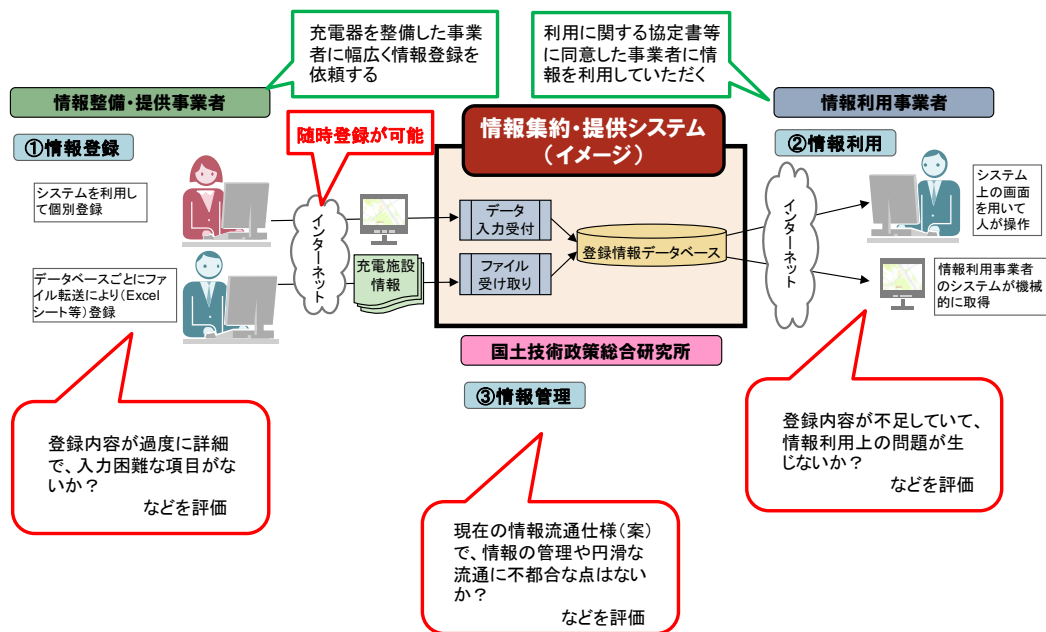 充電器を整備した事業
者に幅広く情報登録を
依頼する
利用に関する協定書等
に同意した事業者に情
報を利用していただく
情報整備・提供事業者
情報利用事業者
①情報登録
随時登録が可能
情報集約・提供システム
（イメージ）
②情報利用
システムを利用し
て個別登録
インターネット
データ
入力受付
登録情報データベース
インターネット
システム
上の画面
を用いて
人が操作
データベースごとにファ
イル転送により（Excel
シート等）登録
充電施設
情報
ファイル
受け取り
情報利用事業者
のシステムが機械
的に取得
国土技術政策総合研究所
③情報管理
登録内容が過度に詳細
で、入力困難な項目がな
いか？
などを評価
現在の情報流通仕様（案）
で、情報の管理や円滑な
流通に不都合な点はない
か？
などを評価
登録内容が不足していて、
情報利用上の問題が生
じないか？
などを評価